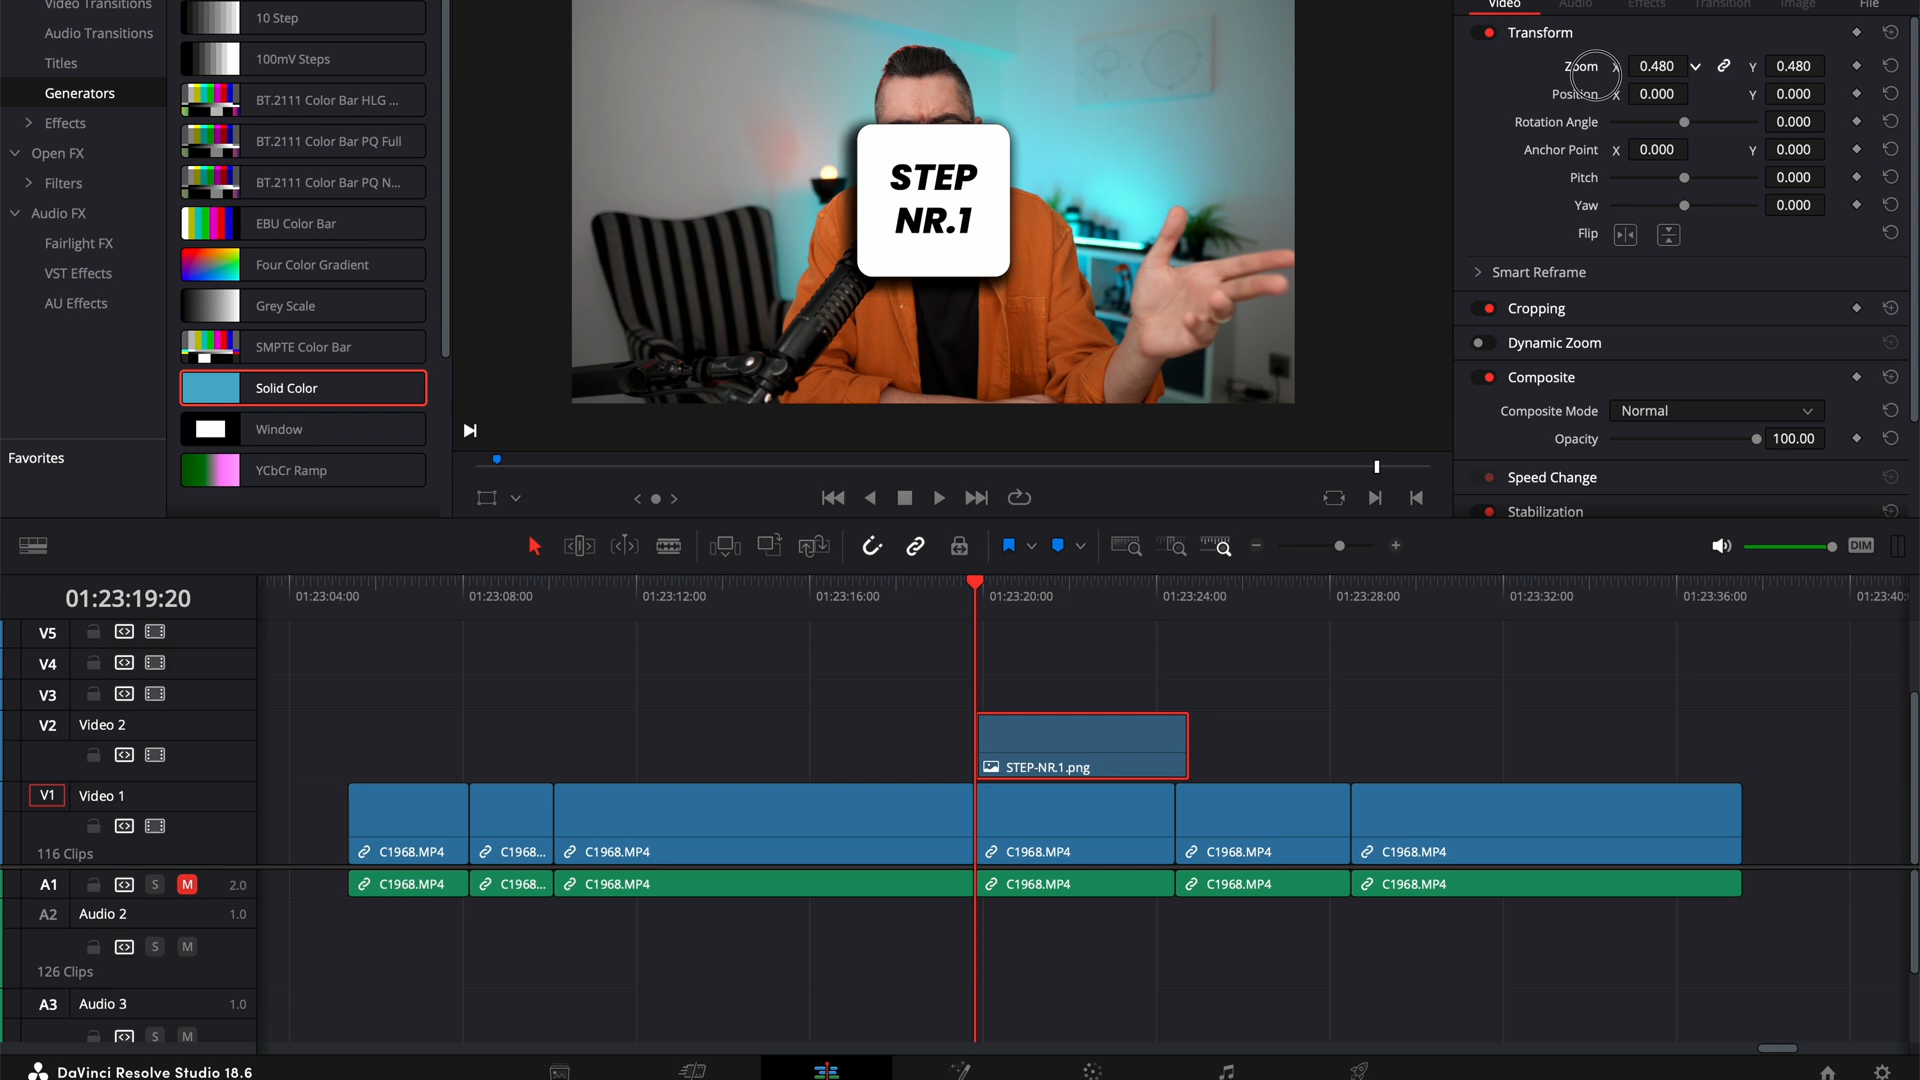 Video Transitions
Audio Transitions
Titles
Generators
Effects
Open FX
Filters
Audio FX
Fairlight FX
VST Effects
AU Effects
Favorites
10 Step
100mV Steps
BT.2111 Color Bar HLG ...
BT.2111 Color Bar PQ Full
BT.2111 Color Bar PQ N...
EBU Color Bar
Four Color Gradient
Grey Scale
SMPTE Color Bar
Solid Color
Window
YCbCr Ramp
STEP
NR.1
Video Audio Effects Transition Image File
Transform
Zoom X 0.480 Y 0.480
Position X 0.000 Y 0.000
Rotation Angle 0.000
Anchor Point X 0.000 Y 0.000
Pitch 0.000
Yaw 0.000
Flip
Smart Reframe
Cropping
Dynamic Zoom
Composite
Composite Mode Normal
Opacity 100.00
Speed Change
Stabilization
DIM
01:23:19:20
01:23:04:00 01:23:08:00 01:23:12:00 01:23:16:00 01:23:20:00 01:23:24:00 01:23:28:00 01:23:32:00 01:23:36:00 01:23:40:
V5
V4
V3
V2 Video 2
STEP-NR.1.png
V1 Video 1
116 Clips
C1968.MP4 C1968... C1968.MP4 C1968.MP4 C1968.MP4 C1968.MP4
A1 S M 2.0
C1968.MP4 C1968... C1968.MP4 C1968.MP4 C1968.MP4 C1968.MP4
A2 Audio 2 1.0
S M
126 Clips
A3 Audio 3 1.0
S M
DaVinci Resolve Studio 18.6